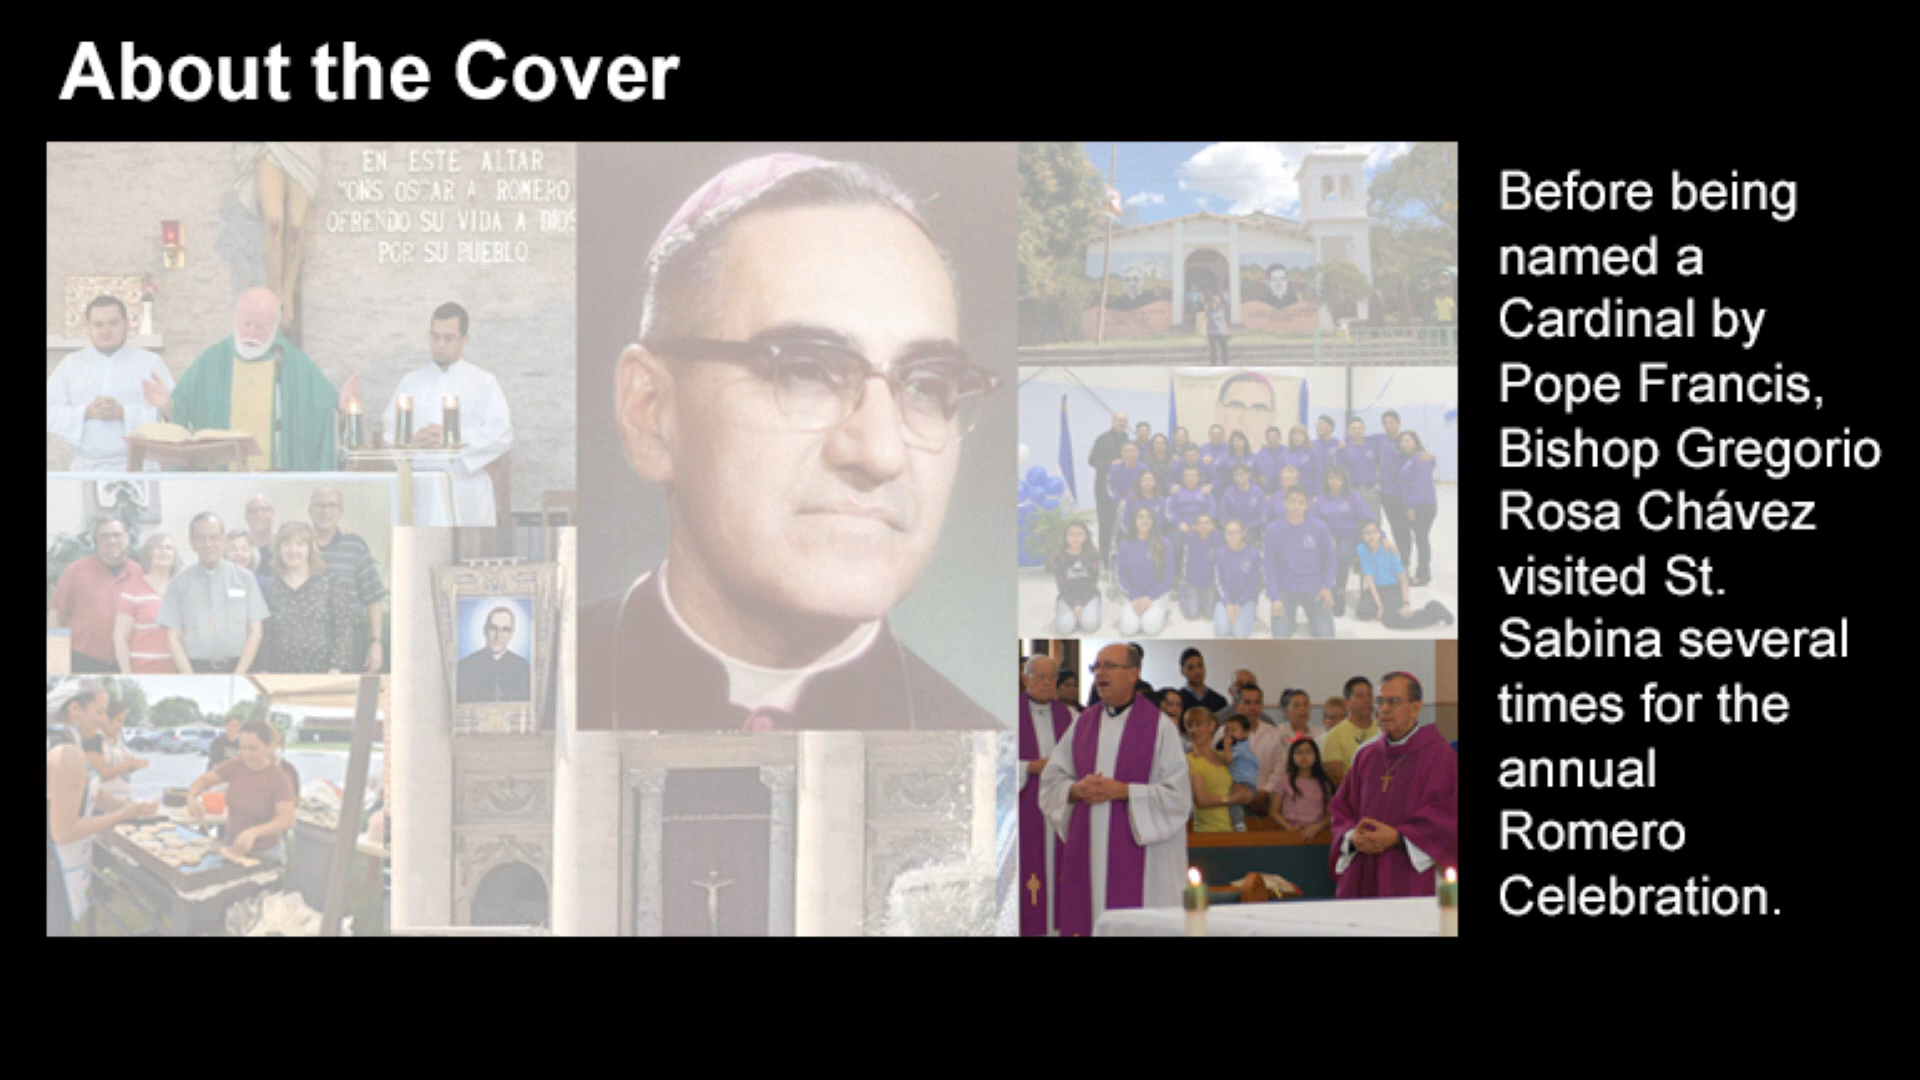 About the Cover
EN ESTE ALTAR
MONS OSCAR A. ROMERO
OFRENDO SU VIDA A DIOS
POR SU PUEBLO
Before being
named a
Cardinal by
Pope Francis,
Bishop Gregorio
Rosa Chávez
visited St.
Sabina several
times for the
annual
Romero
Celebration.